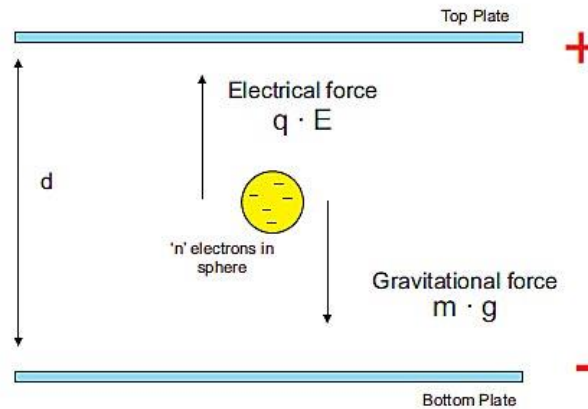 Top Plate
+
Electrical force
q · E
d
'n' electrons in
sphere
Gravitational force
m · g
-
Bottom Plate